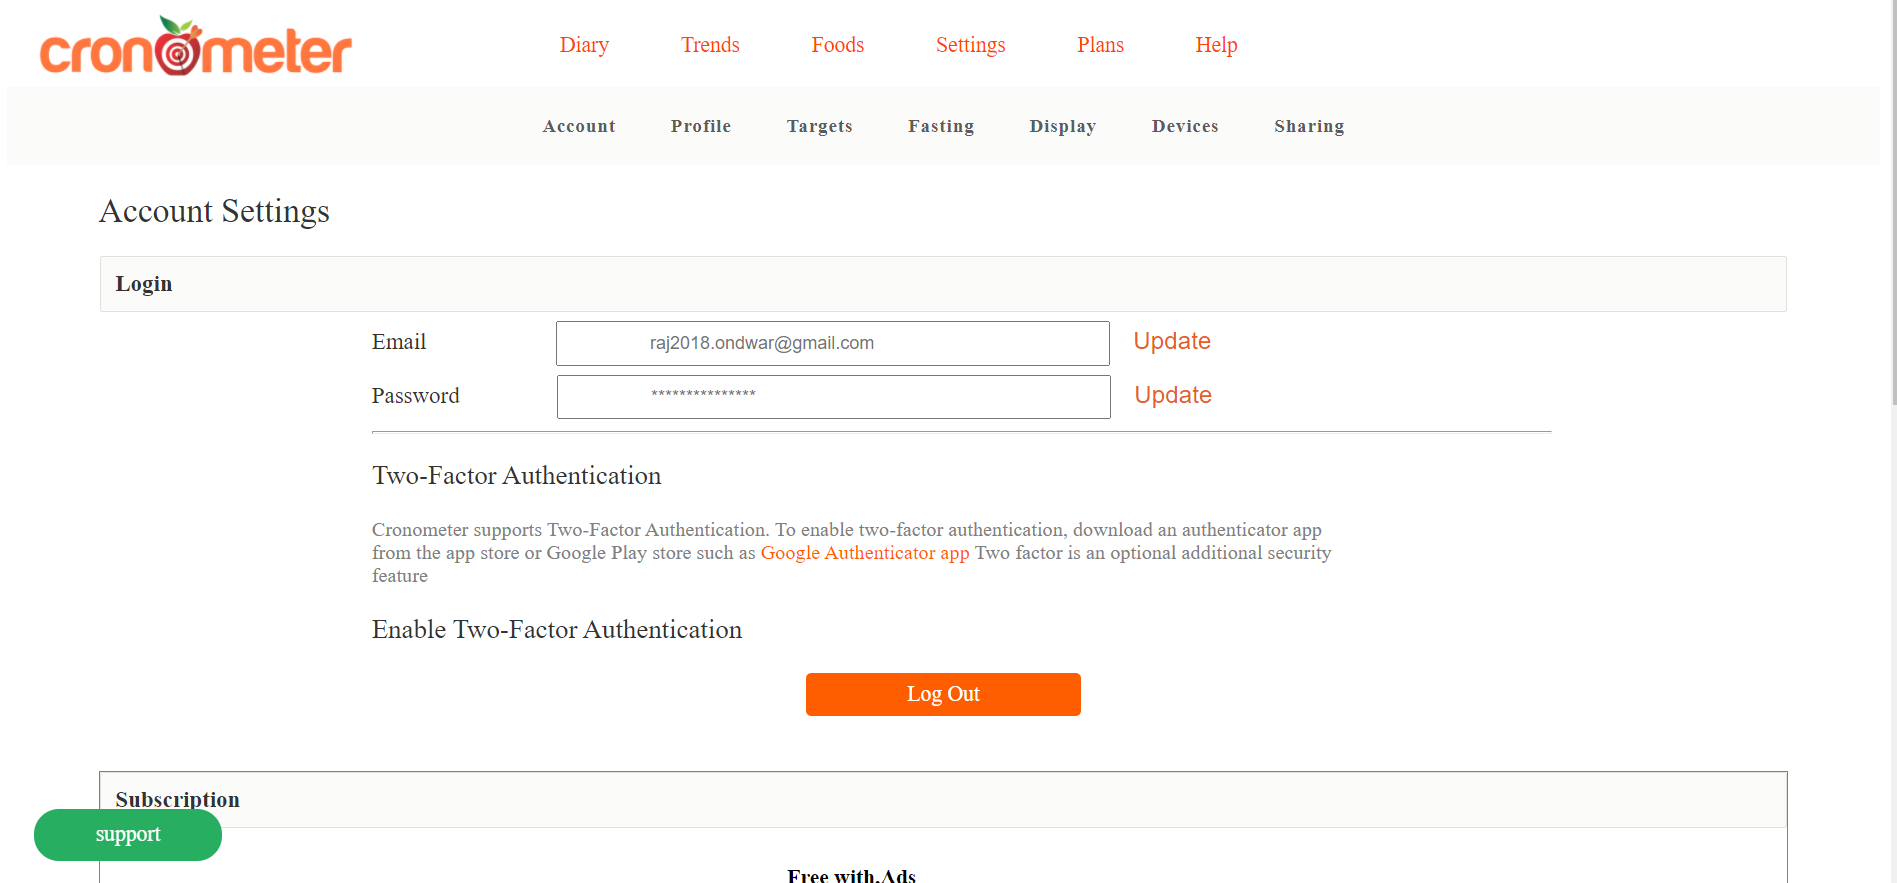 cronometer
Diary Trends Foods Settings Plans Help
Account Profile Targets Fasting Display Devices Sharing
Account Settings
Login
Email raj2018.ondwar@gmail.com Update
Password *************** Update
Two-Factor Authentication
Cronometer supports Two-Factor Authentication. To enable two-factor authentication, download an authenticator app
from the app store or Google Play store such as Google Authenticator app Two factor is an optional additional security
feature
Enable Two-Factor Authentication
Log Out
Subscription
support
Free with.Ads